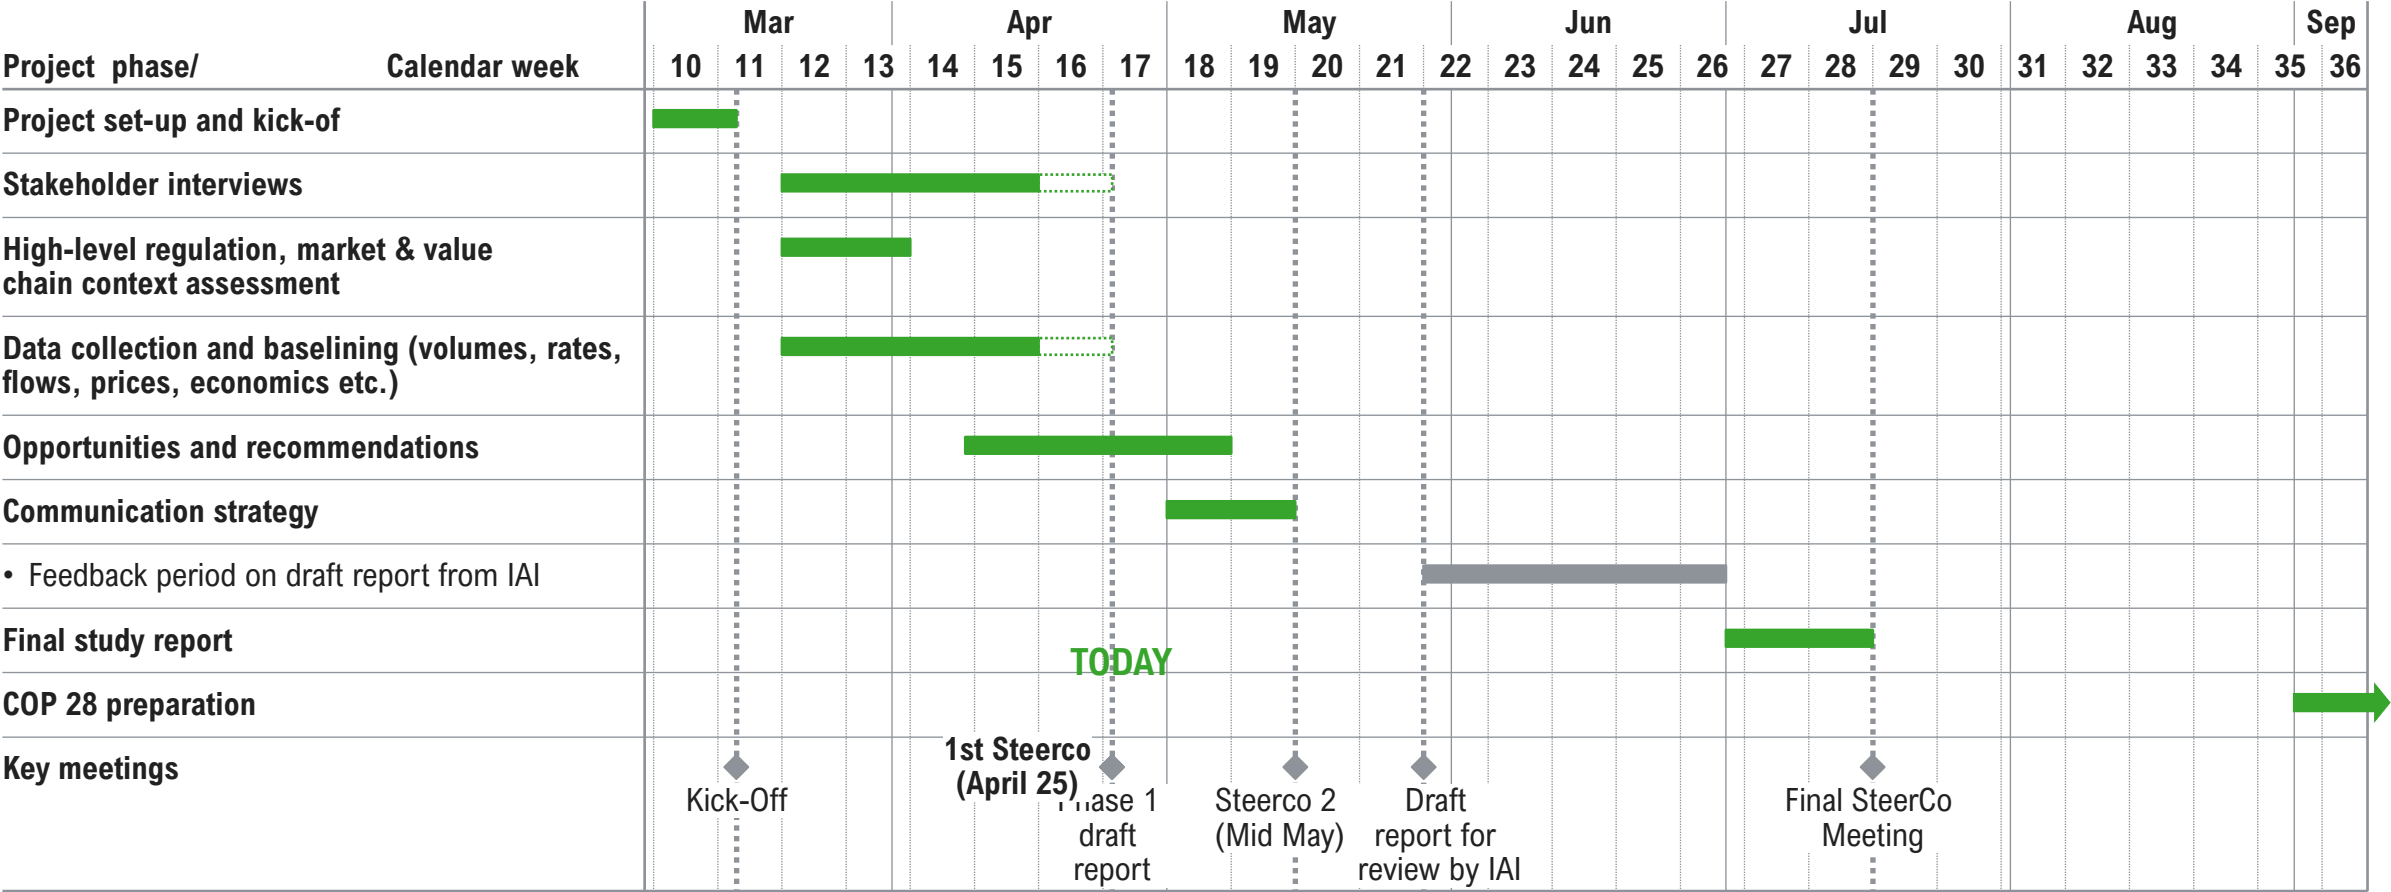 Mar Apr May Jun Jul Aug Sep
Project phase/ Calendar week 10 11 12 13 14 15 16 17 18 19 20 21 22 23 24 25 26 27 28 29 30 31 32 33 34 35 36
Project set-up and kick-of
Stakeholder interviews
High-level regulation, market & value
chain context assessment
Data collection and baselining (volumes, rates,
flows, prices, economics etc.)
Opportunities and recommendations
Communication strategy
• Feedback period on draft report from IAI
Final study report
TODAY
COP 28 preparation
Key meetings
Kick-Off
1st Steerco
(April 25)
Phase 1
draft
report
Steerco 2
(Mid May)
Draft
report for
review by IAI
Final SteerCo
Meeting